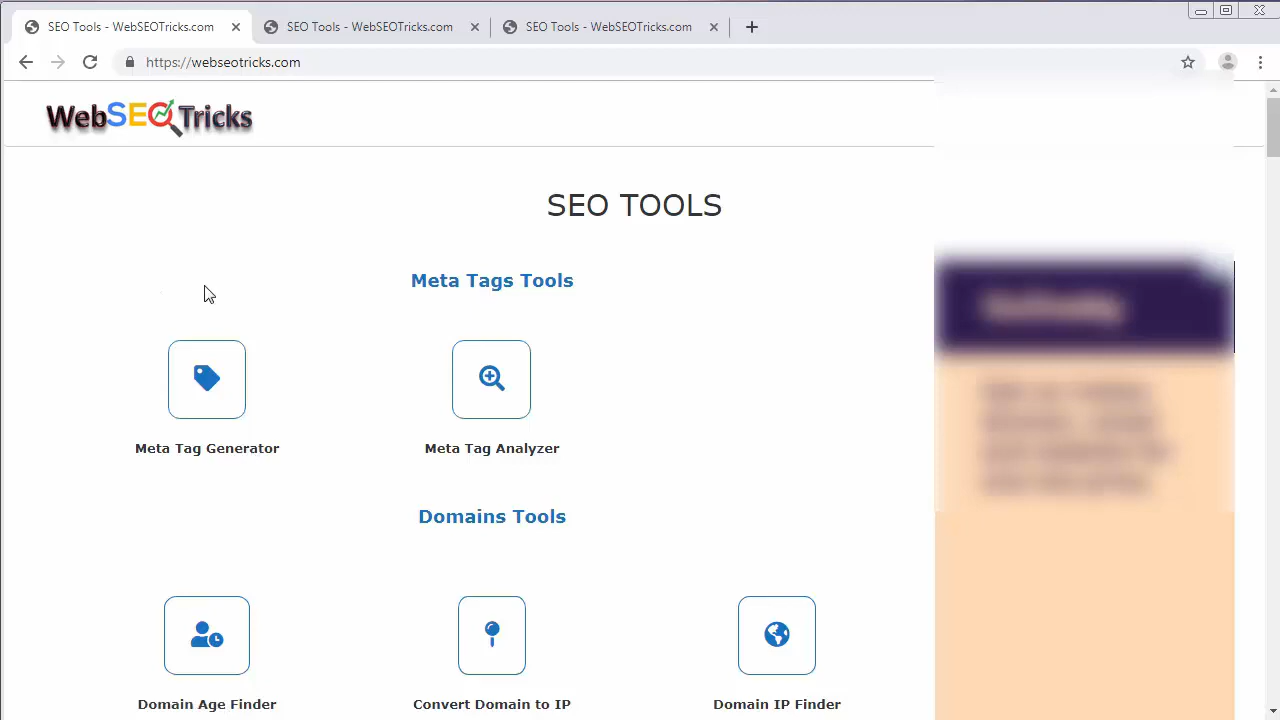 SEO Tools - WebSEOTricks.com
SEO Tools - WebSEOTricks.com
SEO Tools - WebSEOTricks.com
https://webseotricks.com
WebSEOTricks
SEO TOOLS
Meta Tags Tools
Meta Tag Generator
Meta Tag Analyzer
Domains Tools
Domain Age Finder
Convert Domain to IP
Domain IP Finder